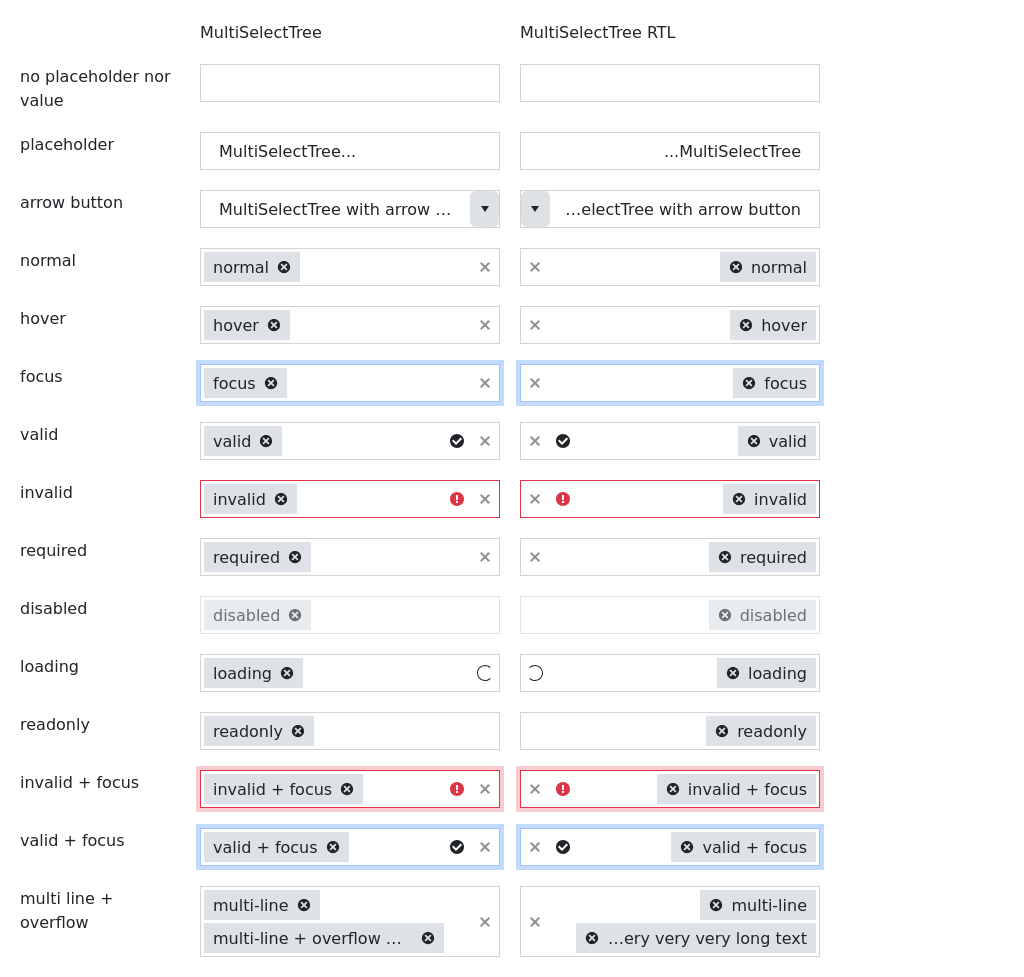 MultiSelectTree MultiSelectTree RTL
no placeholder nor
value
placeholder MultiSelectTree... ...MultiSelectTree
arrow button MultiSelectTree with arrow ... ...electTree with arrow button
normal normal normal
hover hover hover
focus focus focus
valid valid valid
invalid invalid invalid
required required required
disabled disabled disabled
loading loading loading
readonly readonly readonly
invalid + focus invalid + focus invalid + focus
valid + focus valid + focus valid + focus
multi line + multi-line multi-line
overflow multi-line + overflow ... ...ery very very long text